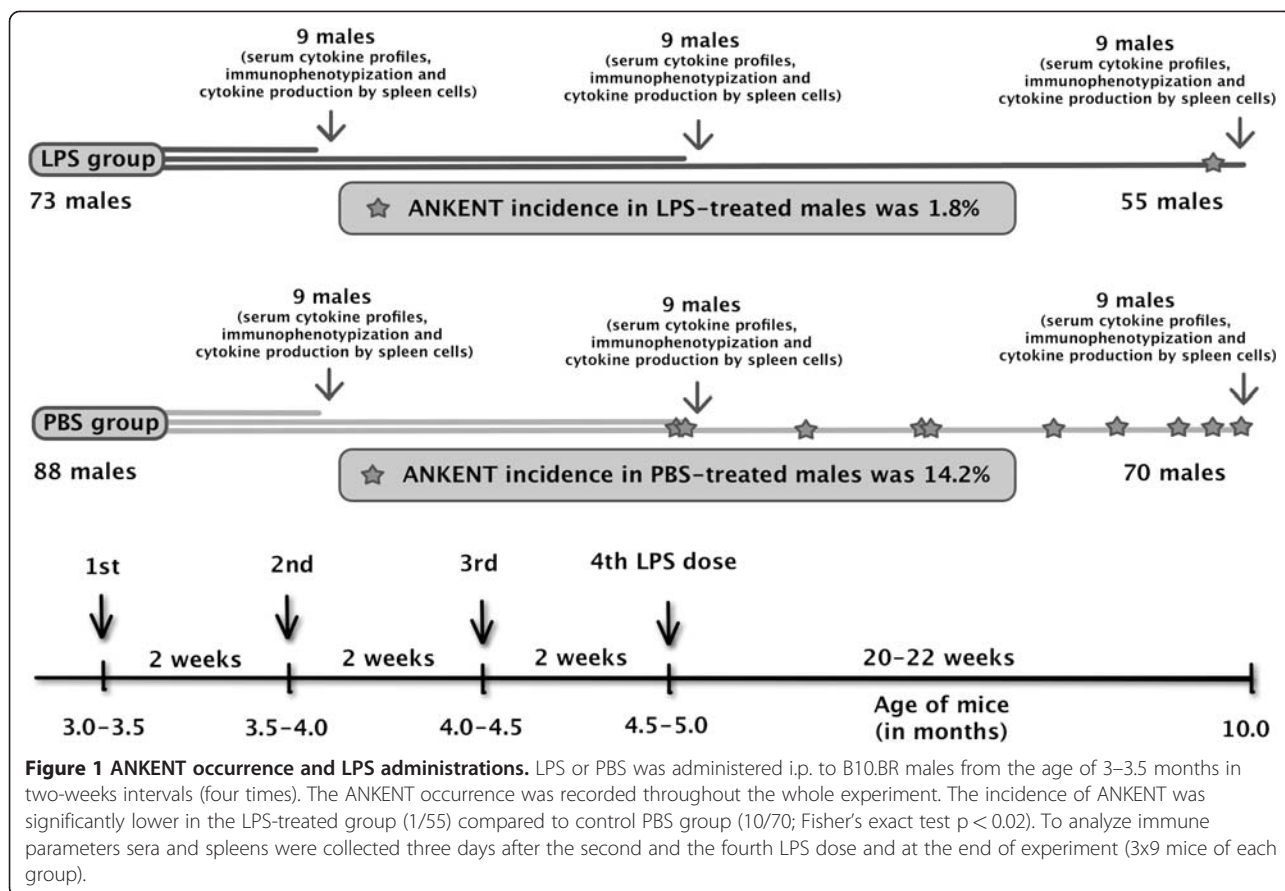 9 males
(serum cytokine profiles,
immunophenotypization and
cytokine production by spleen cells)
9 males
(serum cytokine profiles,
immunophenotypization and
cytokine production by spleen cells)
9 males
(serum cytokine profiles,
immunophenotypization and
cytokine production by spleen cells)
LPS group
73 males
ANKENT incidence in LPS-treated males was 1.8%
55 males
9 males
(serum cytokine profiles,
immunophenotypization and
cytokine production by spleen cells)
9 males
(serum cytokine profiles,
immunophenotypization and
cytokine production by spleen cells)
9 males
(serum cytokine profiles,
immunophenotypization and
cytokine production by spleen cells)
PBS group
88 males
ANKENT incidence in PBS-treated males was 14.2%
70 males
1st
2nd
3rd
4th LPS dose
2 weeks
2 weeks
2 weeks
20-22 weeks
3.0-3.5
3.5-4.0
4.0-4.5
4.5-5.0
Age of mice
(in months)
10.0
Figure 1 ANKENT occurrence and LPS administrations. LPS or PBS was administered i.p. to B10.BR males from the age of 3–3.5 months in
two-weeks intervals (four times). The ANKENT occurrence was recorded throughout the whole experiment. The incidence of ANKENT was
significantly lower in the LPS-treated group (1/55) compared to control PBS group (10/70; Fisher's exact test p < 0.02). To analyze immune
parameters sera and spleens were collected three days after the second and the fourth LPS dose and at the end of experiment (3x9 mice of each
group).